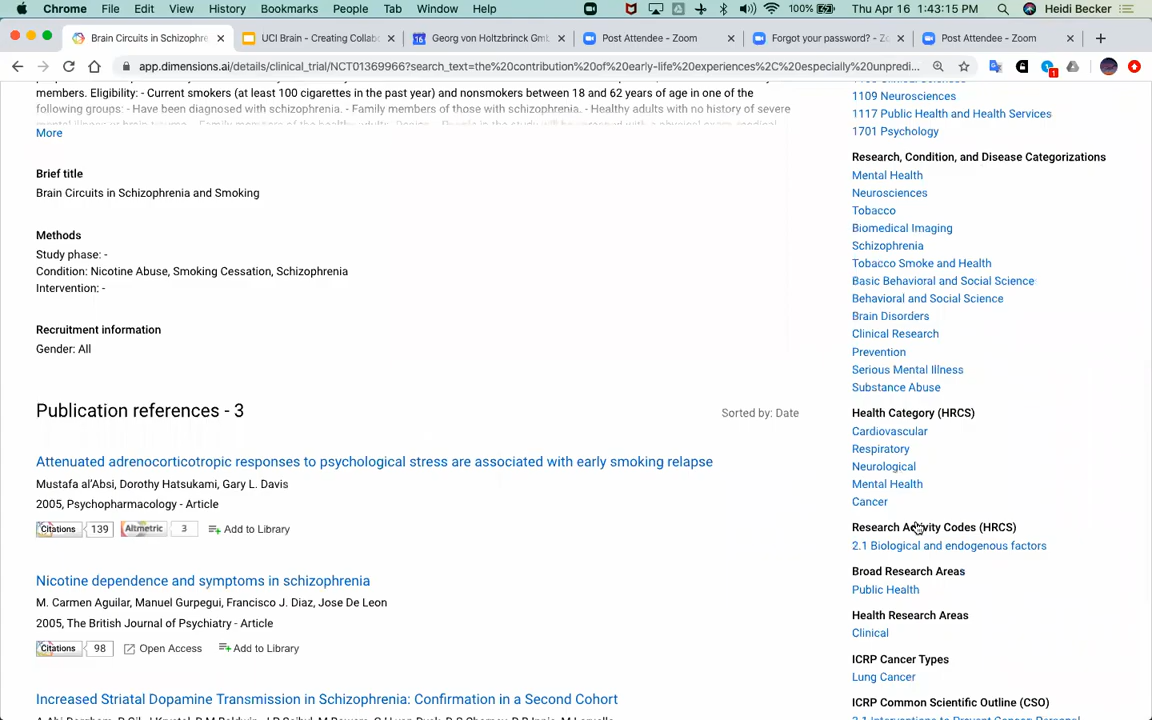 Chrome File Edit View History Bookmarks People Tab Window Help 100% Thu Apr 16 1:43:15 PM Heidi Becker
Brain Circuits in Schizophre UCI Brain - Creating Collab Georg von Holtzbrinck Gm Post Attendee - Zoom Forgot your password? - Zo Post Attendee - Zoom
app.dimensions.ai/details/clinical_trial/NCT01369966?search_text=the%20contribution%20of%20early-life%20experiences%2C%20especially%20unpredi...
members. Eligibility: - Current smokers (at least 100 cigarettes in the past year) and nonsmokers between 18 and 62 years of age in one of the
following groups: - Have been diagnosed with schizophrenia. - Family members of those with schizophrenia. - Healthy adults with no history of severe
More
Brief title
Brain Circuits in Schizophrenia and Smoking
Methods
Study phase: -
Condition: Nicotine Abuse, Smoking Cessation, Schizophrenia
Intervention: -
Recruitment information
Gender: All
Publication references - 3
Sorted by: Date
Attenuated adrenocorticotropic responses to psychological stress are associated with early smoking relapse
Mustafa al'Absi, Dorothy Hatsukami, Gary L. Davis
2005, Psychopharmacology - Article
Citations 139 Altmetric 3 Add to Library
Nicotine dependence and symptoms in schizophrenia
M. Carmen Aguilar, Manuel Gurpegui, Francisco J. Diaz, Jose De Leon
2005, The British Journal of Psychiatry - Article
Citations 98 Open Access Add to Library
Increased Striatal Dopamine Transmission in Schizophrenia: Confirmation in a Second Cohort
1109 Neurosciences
1117 Public Health and Health Services
1701 Psychology
Research, Condition, and Disease Categorizations
Mental Health
Neurosciences
Tobacco
Biomedical Imaging
Schizophrenia
Tobacco Smoke and Health
Basic Behavioral and Social Science
Behavioral and Social Science
Brain Disorders
Clinical Research
Prevention
Serious Mental Illness
Substance Abuse
Health Category (HRCS)
Cardiovascular
Respiratory
Neurological
Mental Health
Cancer
Research Activity Codes (HRCS)
2.1 Biological and endogenous factors
Broad Research Areas
Public Health
Health Research Areas
Clinical
ICRP Cancer Types
Lung Cancer
ICRP Common Scientific Outline (CSO)